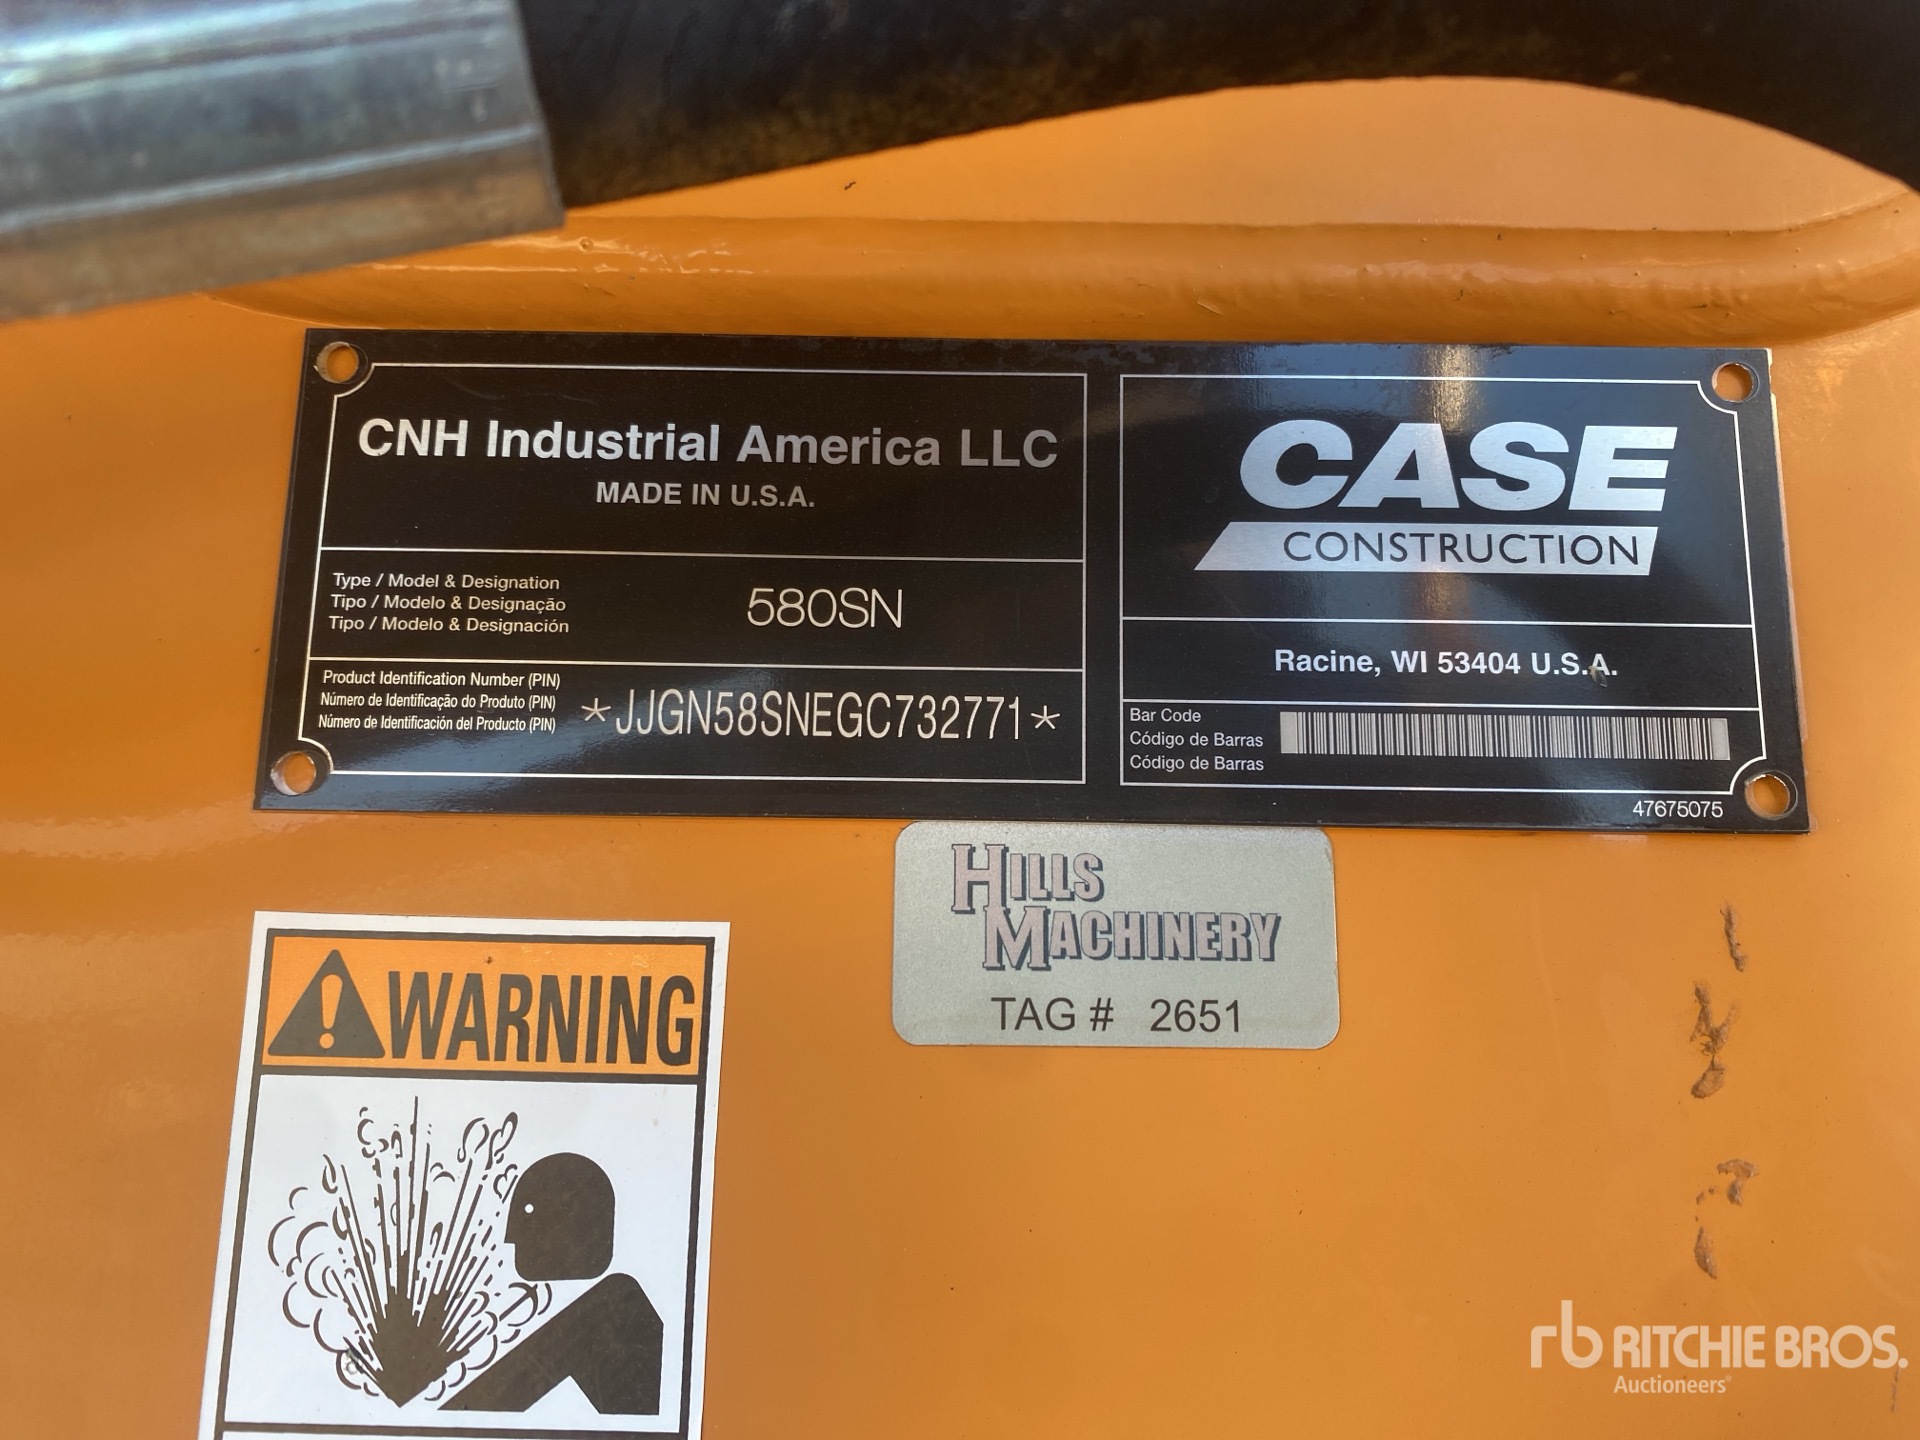 CNH Industrial America LLC
MADE IN U.S.A.
Type / Model & Designation
Tipo / Modelo & Designação
Tipo / Modelo & Designación
580SN
Product Identification Number (PIN)
Número de Identificação do Produto (PIN)
Número de Identificación del Producto (PIN)
*JJGN58SNEGC732771*
CASE
CONSTRUCTION
Racine, WI 53404 U.S.A.
Bar Code
Código de Barras
Código de Barras
47675075
HILLS
MACHINERY
TAG # 2651
WARNING
rb RITCHIE BROS.
Auctioneers